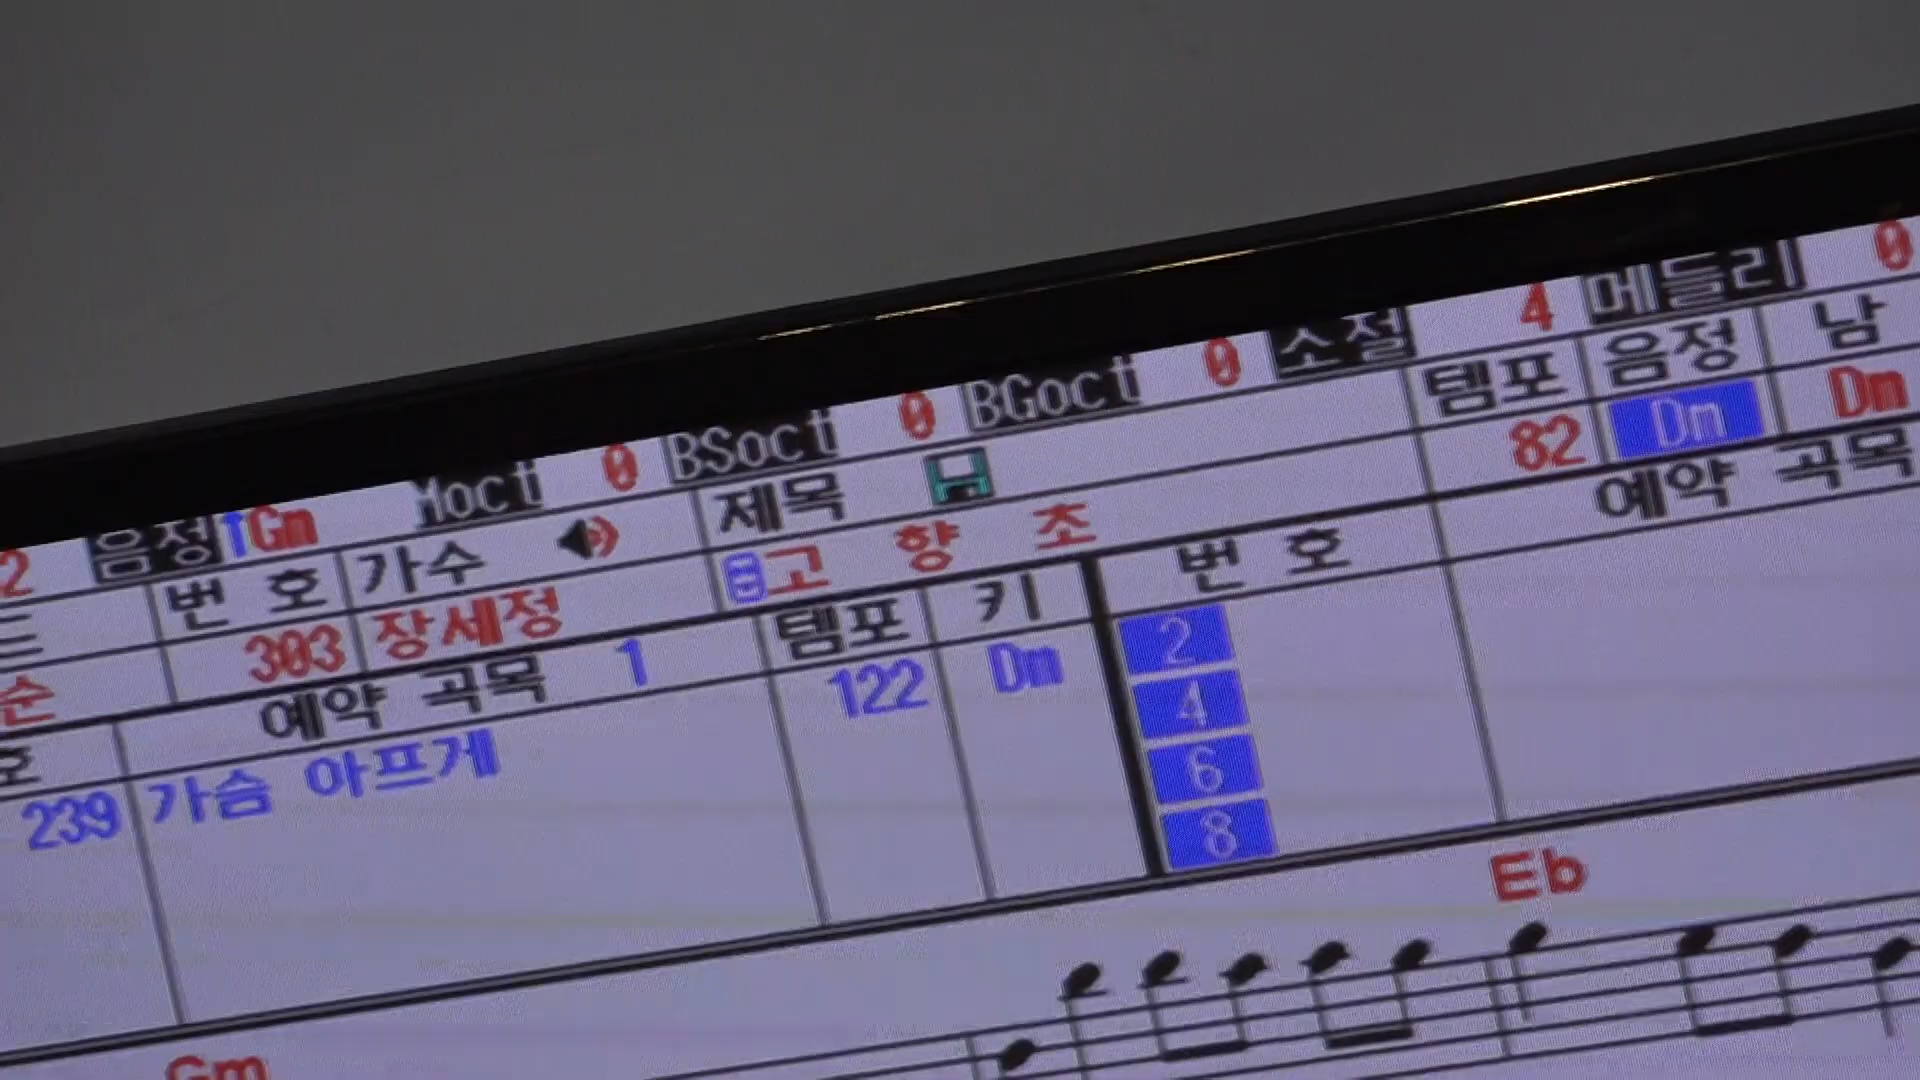 2 음정 ↑Gm Moct 0 BSoct 0 BGoct 0 소절 4 메들리 0
번 호 가수 제목 템포 음정 남
303 장세정 고 향 초 82 Dm Dm
예약 곡목 1 템포 키 번 호 예약 곡목
호 239 가슴 아프게 122 Dm
2
4
6
8
Eb
Gm